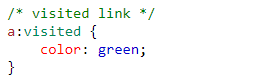 /* visited link */
a:visited {
    color: green;
}